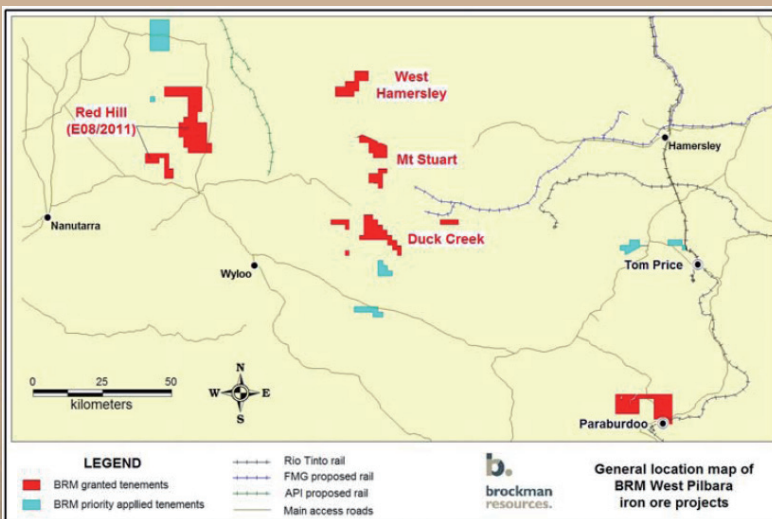 West
Hamersley
Red Hill
(E08/2011)
Mt Stuart
Hamersley
Nanutarra
Duck Creek
Wyloo
Tom Price
N
W E
S
0 25 50
kilometers
Paraburdoo
LEGEND
BRM granted tenements
BRM priority appllied tenements
Rio Tinto rail
FMG proposed rail
API proposed rail
Main access roads
b.
brockman
resources.
General location map of
BRM West Pilbara
iron ore projects